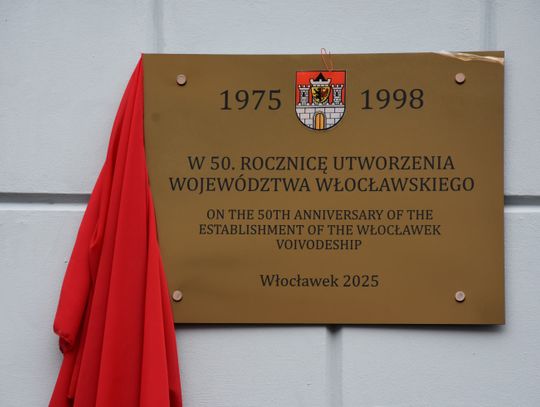 1975 1998
W 50. ROCZNICĘ UTWORZENIA
WOJEWÓDZTWA WŁOCŁAWSKIEGO
ON THE 50TH ANNIVERSARY OF THE
ESTABLISHMENT OF THE WŁOCŁAWEK
VOIVODESHIP
Włocławek 2025